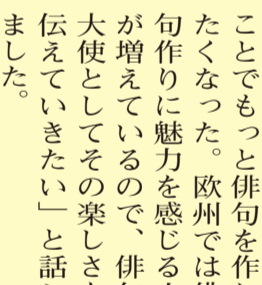 ことでもっと俳句を作
たくなった。欧州では俳
句作りに魅力を感じる
が増えているので、俳
大使としてその楽しさ
伝えていきたい」と話
ました。